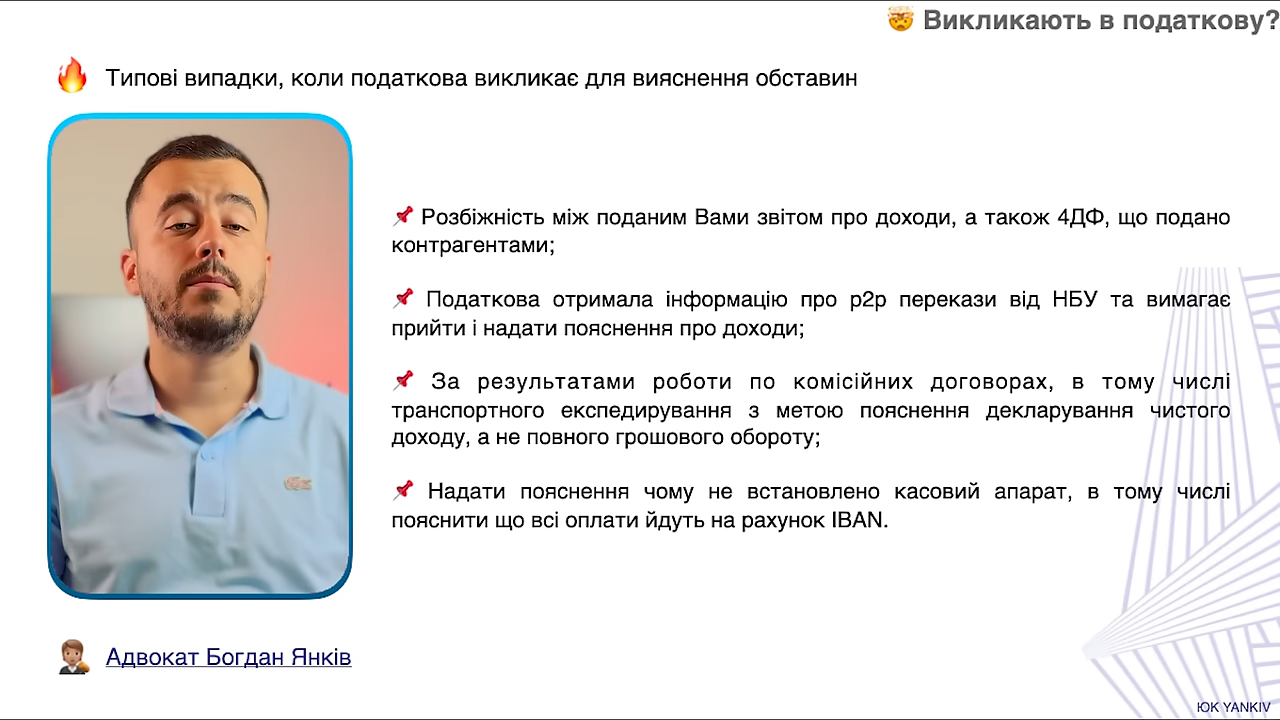 🤯 Викликають в податкову?
🔥 Типові випадки, коли податкова викликає для вияснення обставин
📌 Розбіжність між поданим Вами звітом про доходи, а також 4ДФ, що подано
контрагентами;
📌 Податкова отримала інформацію про p2p перекази від НБУ та вимагає
прийти і надати пояснення про доходи;
📌 За результатами роботи по комісійних договорах, в тому числі
транспортного експедирування з метою пояснення декларування чистого
доходу, а не повного грошового обороту;
📌 Надати пояснення чому не встановлено касовий апарат, в тому числі
пояснити що всі оплати йдуть на рахунок IBAN.
Адвокат Богдан Янків
ЮК YANKIV